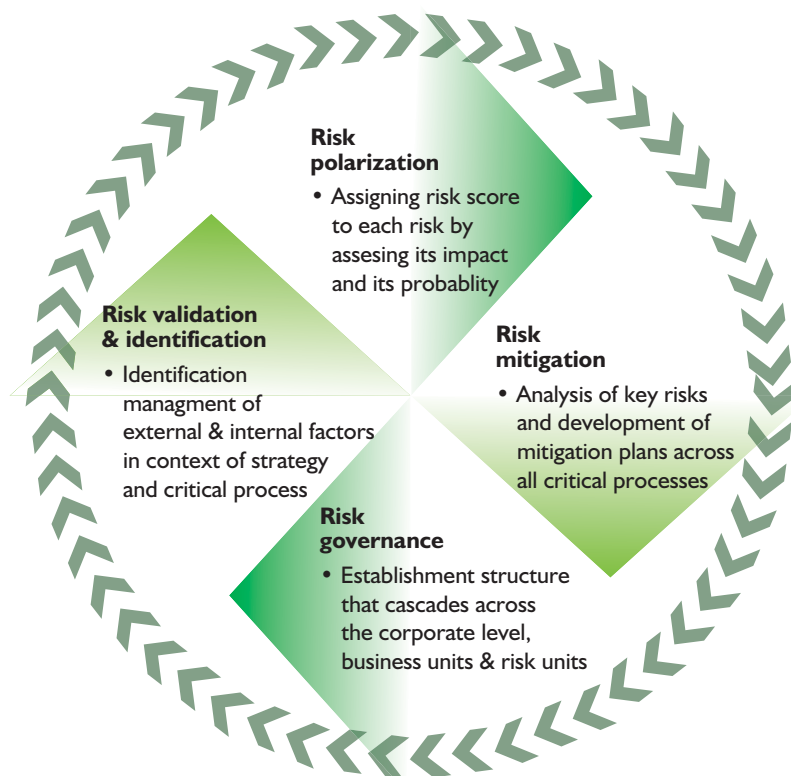 Risk
polarization
• Assigning risk score
to each risk by
assesing its impact
and its probablity
Risk validation
& identification
• Identification
managment of
external & internal factors
in context of strategy
and critical process
Risk
mitigation
• Analysis of key risks
and development of
mitigation plans across
all critical processes
Risk
governance
• Establishment structure
that cascades across
the corporate level,
business units & risk units